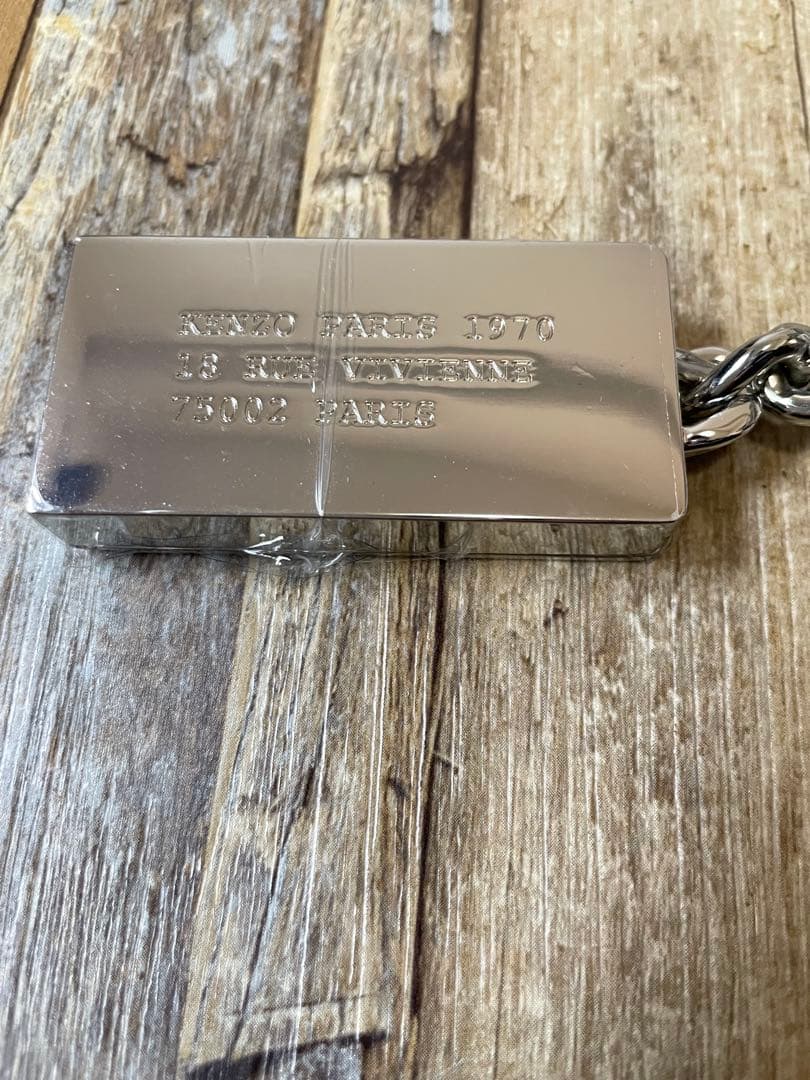 KENZO PARIS 1970
18 RUE VIVIENNE
75002 PARIS